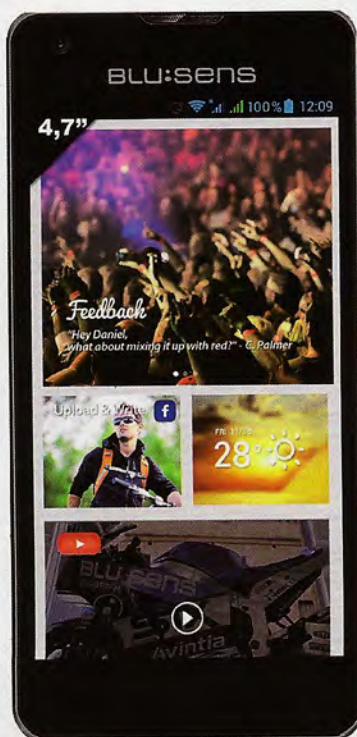 BLU:sens
100% 12:09
4,7"
Feedback
"Hey Daniel,
what about mixing it up with red?" - C. Palmer
Upload & Write f
28°
BLU:sens
Avintia